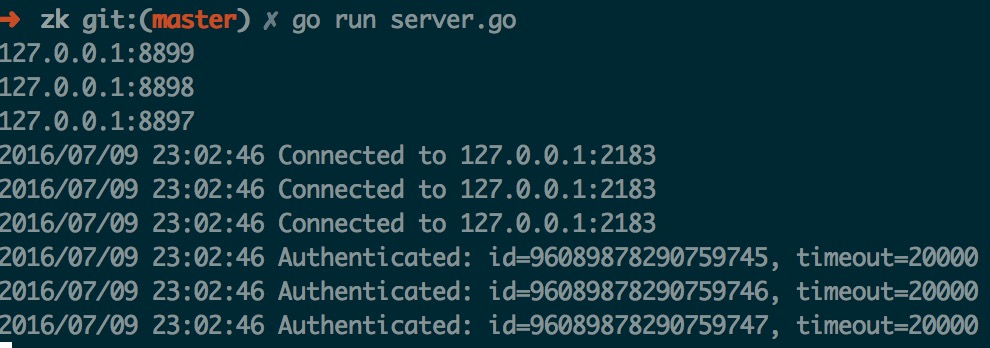 ➜ zk git:(master) ✗ go run server.go
127.0.0.1:8899
127.0.0.1:8898
127.0.0.1:8897
2016/07/09 23:02:46 Connected to 127.0.0.1:2183
2016/07/09 23:02:46 Connected to 127.0.0.1:2183
2016/07/09 23:02:46 Connected to 127.0.0.1:2183
2016/07/09 23:02:46 Authenticated: id=96089878290759745, timeout=20000
2016/07/09 23:02:46 Authenticated: id=96089878290759746, timeout=20000
2016/07/09 23:02:46 Authenticated: id=96089878290759747, timeout=20000